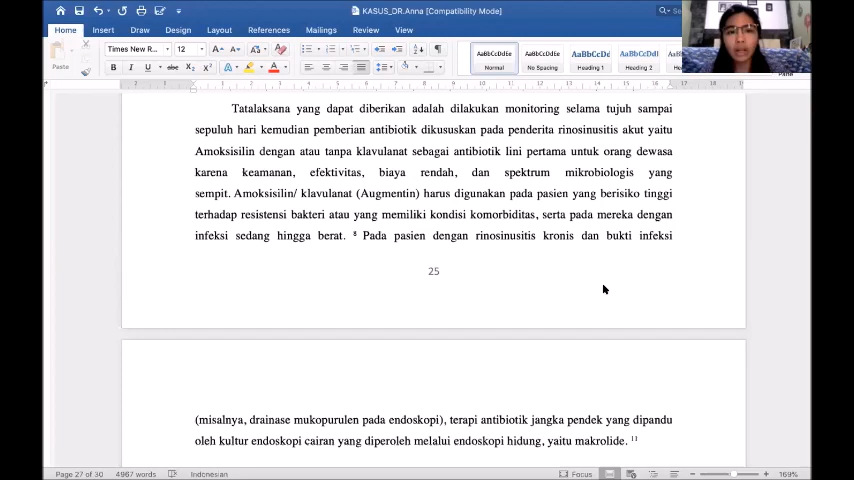 KASUS_DR.Anna [Compatibility Mode]
Home Insert Draw Design Layout References Mailings Review View
Times New R... 12
Paste
AaBbCcDdEe AaBbCcDdEe AaBbCcDd AaBbCcDdEe
Normal No Spacing Heading 1 Heading 2
Tatalaksana yang dapat diberikan adalah dilakukan monitoring selama tujuh sampai
sepuluh hari kemudian pemberian antibiotik dikususkan pada penderita rinosinusitis akut yaitu
Amoksisilin dengan atau tanpa klavulanat sebagai antibiotik lini pertama untuk orang dewasa
karena keamanan, efektivitas, biaya rendah, dan spektrum mikrobiologis yang
sempit. Amoksisilin/ klavulanat (Augmentin) harus digunakan pada pasien yang berisiko tinggi
terhadap resistensi bakteri atau yang memiliki kondisi komorbiditas, serta pada mereka dengan
infeksi sedang hingga berat. 8 Pada pasien dengan rinosinusitis kronis dan bukti infeksi
25
(misalnya, drainase mukopurulen pada endoskopi), terapi antibiotik jangka pendek yang dipandu
oleh kultur endoskopi cairan yang diperoleh melalui endoskopi hidung, yaitu makrolide. 11
Page 27 of 30 4967 words Indonesian Focus 169%